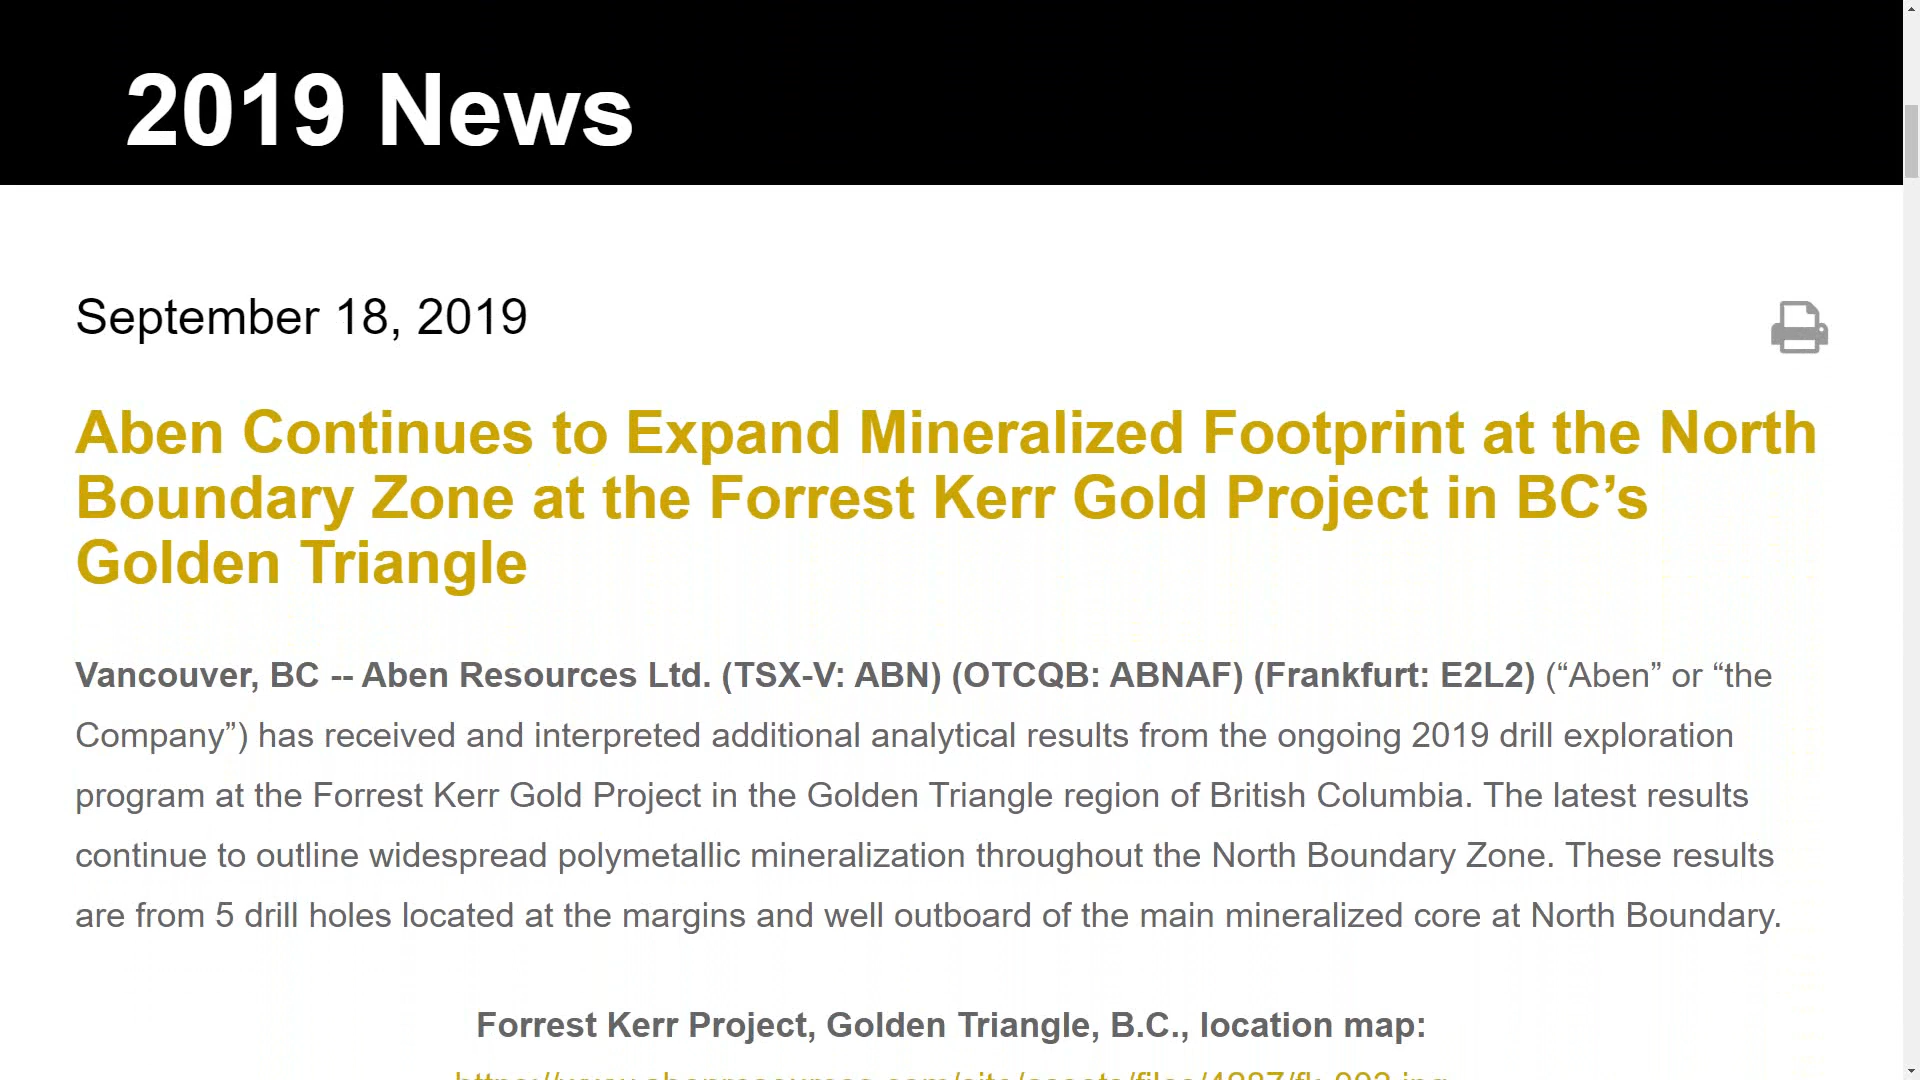 2019 News
September 18, 2019
Aben Continues to Expand Mineralized Footprint at the North
Boundary Zone at the Forrest Kerr Gold Project in BC’s
Golden Triangle
Vancouver, BC -- Aben Resources Ltd. (TSX-V: ABN) (OTCQB: ABNAF) (Frankfurt: E2L2) (“Aben” or “the
Company”) has received and interpreted additional analytical results from the ongoing 2019 drill exploration
program at the Forrest Kerr Gold Project in the Golden Triangle region of British Columbia. The latest results
continue to outline widespread polymetallic mineralization throughout the North Boundary Zone. These results
are from 5 drill holes located at the margins and well outboard of the main mineralized core at North Boundary.
Forrest Kerr Project, Golden Triangle, B.C., location map: